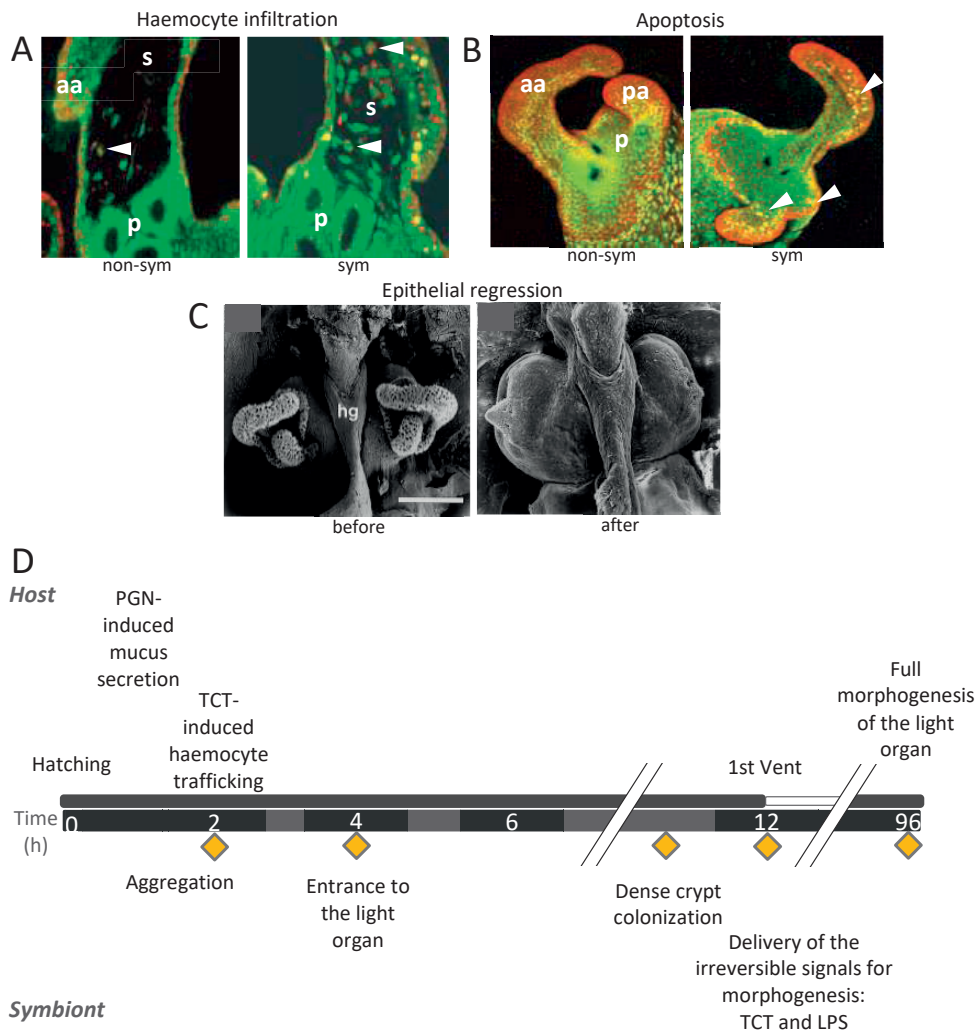 Haemocyte infiltration
Apoptosis
A
s
aa
p
non-sym
s
p
sym
B
aa
pa
p
non-sym
sym
Epithelial regression
C
hg
before
after
D
Host
PGN-
induced
mucus
secretion
TCT-
induced
haemocyte
trafficking
Full
morphogenesis
of the light
organ
Hatching
1st Vent
Time
(h)
0
2
4
6
12
96
Aggregation
Entrance to
the light
organ
Dense crypt
colonization
Delivery of the
irreversible signals for
morphogenesis:
TCT and LPS
Symbiont